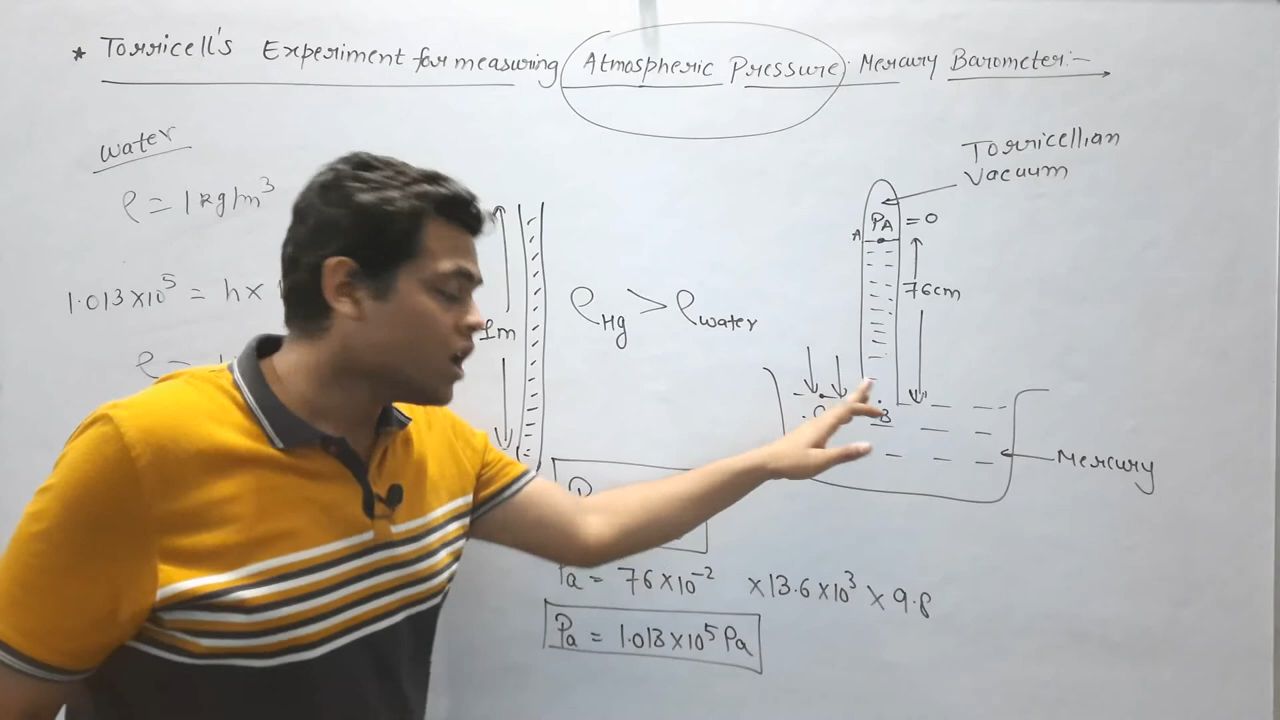 * Torricell's Experiment for measuring Atmospheric Pressure Mercury Barometer:-
water
ρ = 1 kg/m³
1.013×10⁵ = h×
1m
ρHg > ρwater
Torricellian
Vacuum
PA = 0
A
76cm
B
Mercury
Pa = 76×10⁻² ×13.6×10³ × 9.8
Pa = 1.013×10⁵ Pa